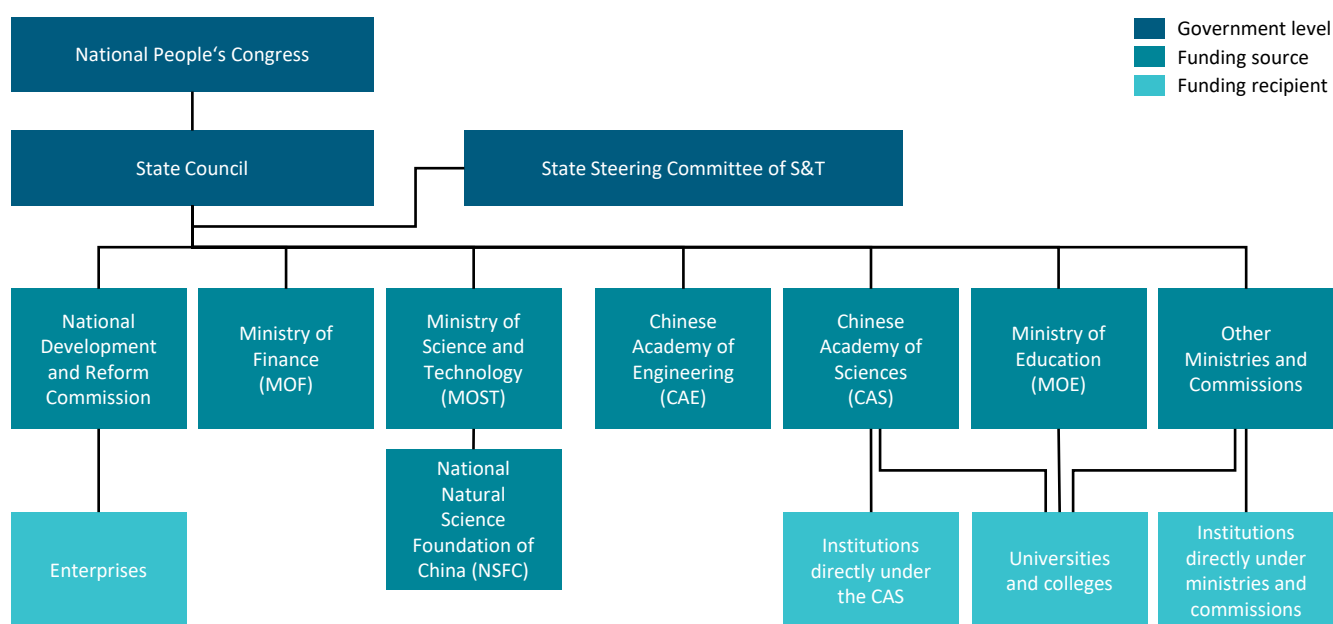 National People‘s Congress
Government level
Funding source
Funding recipient
State Council
State Steering Committee of S&T
National
Development
and Reform
Commission
Ministry of
Finance
(MOF)
Ministry of
Science and
Technology
(MOST)
Chinese
Academy of
Engineering
(CAE)
Chinese
Academy of
Sciences
(CAS)
Ministry of
Education
(MOE)
Other
Ministries and
Commissions
National
Natural
Science
Foundation of
China (NSFC)
Enterprises
Institutions
directly under
the CAS
Universities
and colleges
Institutions
directly under
ministries and
commissions